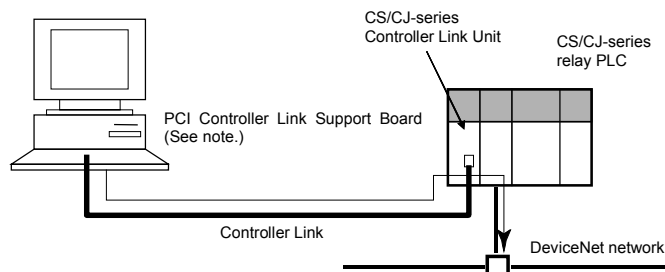 CS/CJ-series
Controller Link Unit
CS/CJ-series
relay PLC
PCI Controller Link Support Board
(See note.)
Controller Link
DeviceNet network